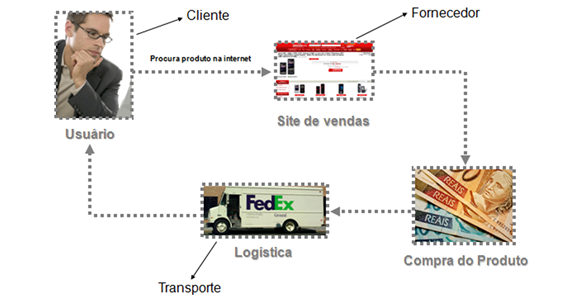 Cliente
Fornecedor
Procura produto na internet
Usuário
Site de vendas
FedEx
REAIS
REAIS
REAIS
Logística
Compra do Produto
Transporte